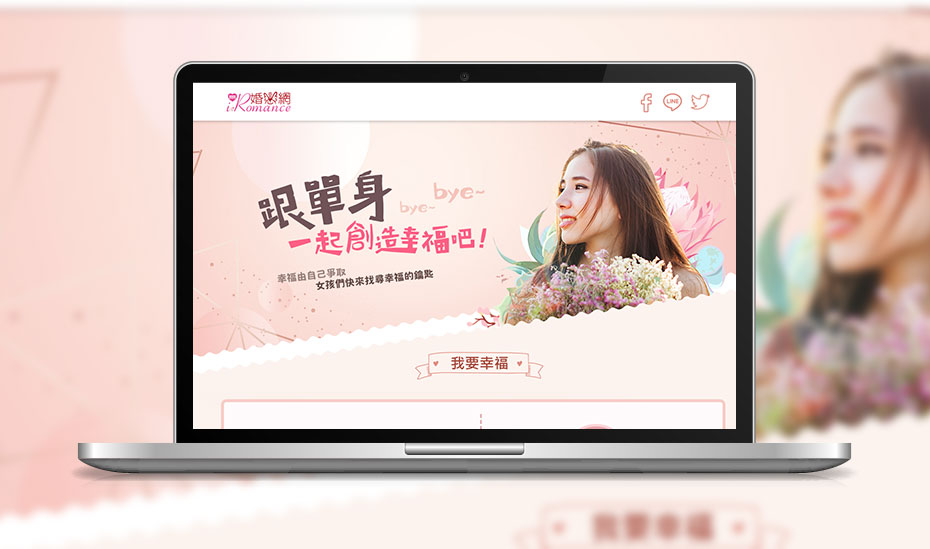 iRomance 婚戀網
LINE
跟單身 bye~ bye~
一起創造幸福吧!
幸福由自己爭取
女孩們快來找尋幸福的鑰匙
♥ 我要幸福 ♥
我要幸福